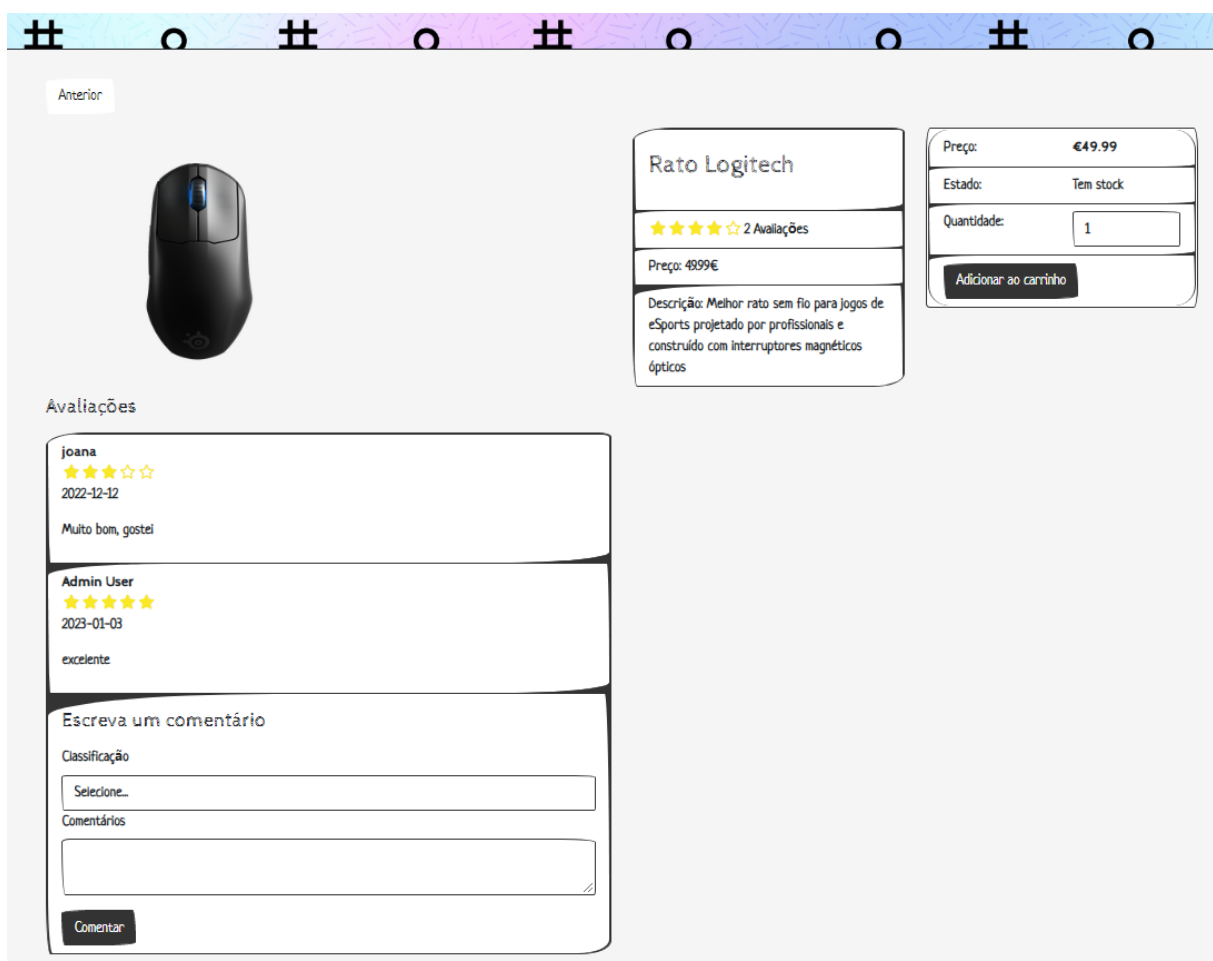 Anterior
Rato Logitech
2 Avaliações
Preço: 49.99€
Descrição: Melhor rato sem fio para jogos de
eSports projetado por profissionais e
construído com interruptores magnéticos
ópticos
Preço: €49.99
Estado: Tem stock
Quantidade: 1
Adicionar ao carrinho
Avaliações
joana
2022-12-12
Muito bom, gostei
Admin User
2023-01-03
excelente
Escreva um comentário
Classificação
Selecione...
Comentários
Comentar